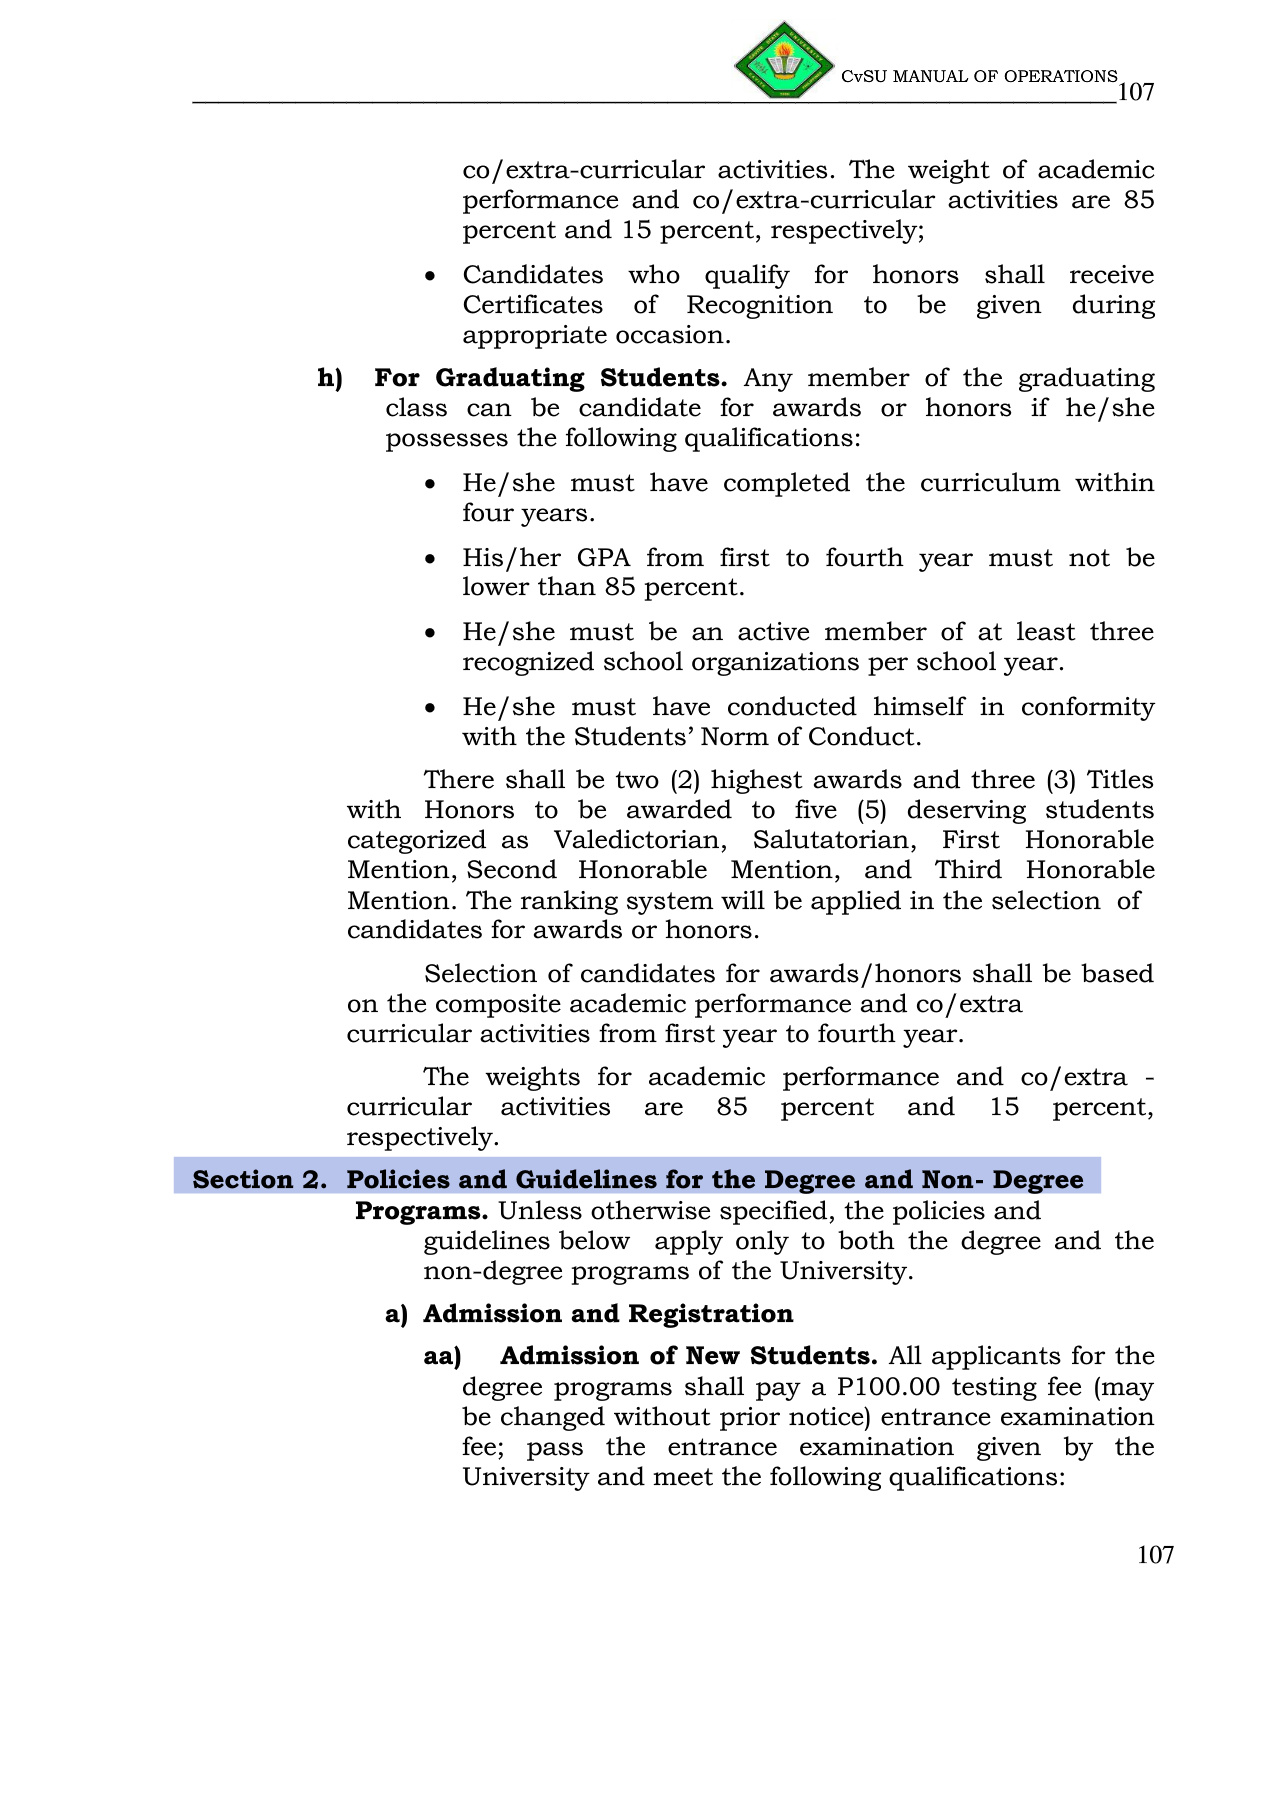 CvSU MANUAL OF OPERATIONS
107
co/extra-curricular activities. The weight of academic
performance and co/extra-curricular activities are 85
percent and 15 percent, respectively;
• Candidates who qualify for honors shall receive
Certificates of Recognition to be given during
appropriate occasion.
h) For Graduating Students. Any member of the graduating
class can be candidate for awards or honors if he/she
possesses the following qualifications:
• He/she must have completed the curriculum within
four years.
• His/her GPA from first to fourth year must not be
lower than 85 percent.
• He/she must be an active member of at least three
recognized school organizations per school year.
• He/she must have conducted himself in conformity
with the Students’ Norm of Conduct.
There shall be two (2) highest awards and three (3) Titles
with Honors to be awarded to five (5) deserving students
categorized as Valedictorian, Salutatorian, First Honorable
Mention, Second Honorable Mention, and Third Honorable
Mention. The ranking system will be applied in the selection of
candidates for awards or honors.
Selection of candidates for awards/honors shall be based
on the composite academic performance and co/extra
curricular activities from first year to fourth year.
The weights for academic performance and co/extra -
curricular activities are 85 percent and 15 percent,
respectively.
Section 2. Policies and Guidelines for the Degree and Non- Degree
Programs. Unless otherwise specified, the policies and
guidelines below apply only to both the degree and the
non-degree programs of the University.
a) Admission and Registration
aa) Admission of New Students. All applicants for the
degree programs shall pay a P100.00 testing fee (may
be changed without prior notice) entrance examination
fee; pass the entrance examination given by the
University and meet the following qualifications:
107